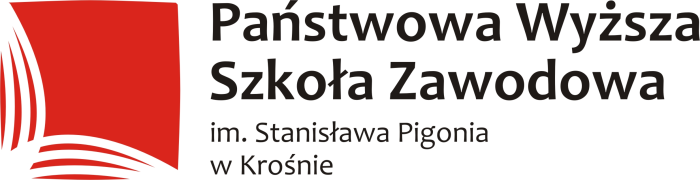 Państwowa Wyższa
Szkoła Zawodowa
im. Stanisława Pigonia
w Krośnie